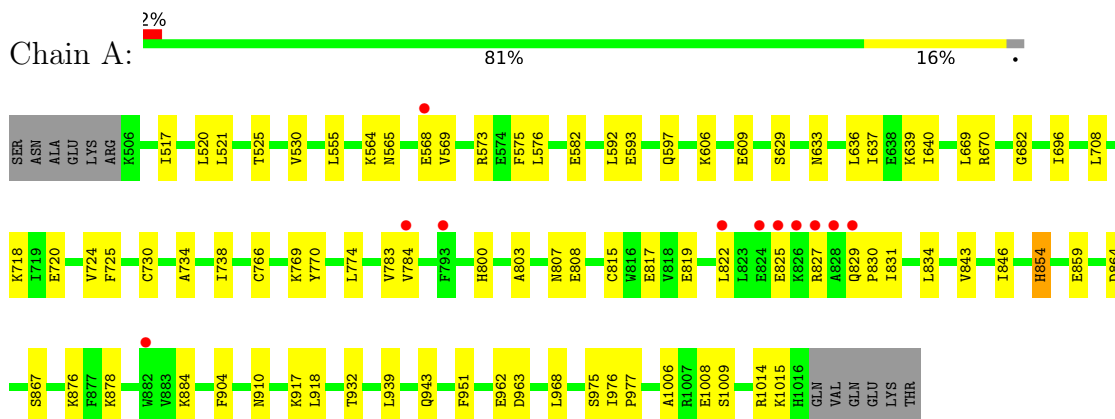 2%
Chain A:
81% 16% •
SER ASN ALA GLU LYS ARG K506 I517 L520 L521 T525 V530 L555 K564 N565 E568 V569 R573 E574 F575 L576 E582 L592 E593 Q597 K606 E609 S629 N633 L636 I637 E638 K639 I640 L669 R670 G682 I696 L708
K718 I719 E720 V724 F725 C730 A734 I738 C766 K769 Y770 L774 V783 V784 F793 H800 A803 N807 E808 C815 W816 E817 V818 E819 L822 L823 E824 E825 K826 R827 A828 Q829 P830 I831 L834 V843 I846 H854 E859
S867 K876 F877 K878 W882 V883 K884 F904 N910 K917 L918 T932 L939 Q943 F951 E962 D963 L968 S975 I976 P977 A1006 R1007 E1008 S1009 R1014 K1015 H1016 GLN VAL GLN GLU LYS THR